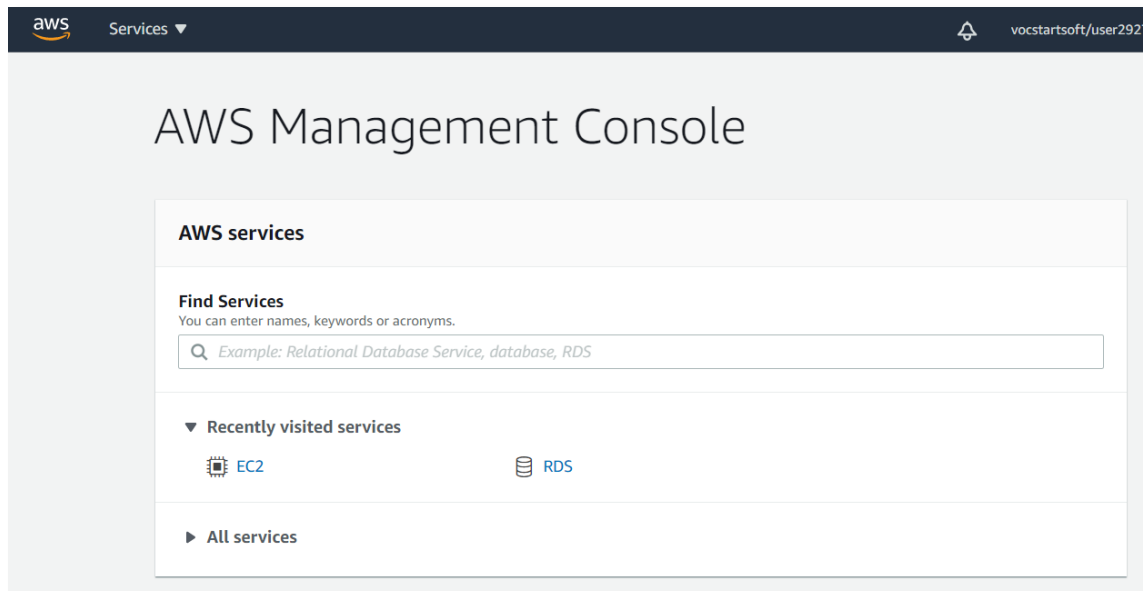 aws Services ▼ vocstartsoft/user292
AWS Management Console
AWS services
Find Services
You can enter names, keywords or acronyms.
Example: Relational Database Service, database, RDS
▼ Recently visited services
EC2 RDS
▶ All services